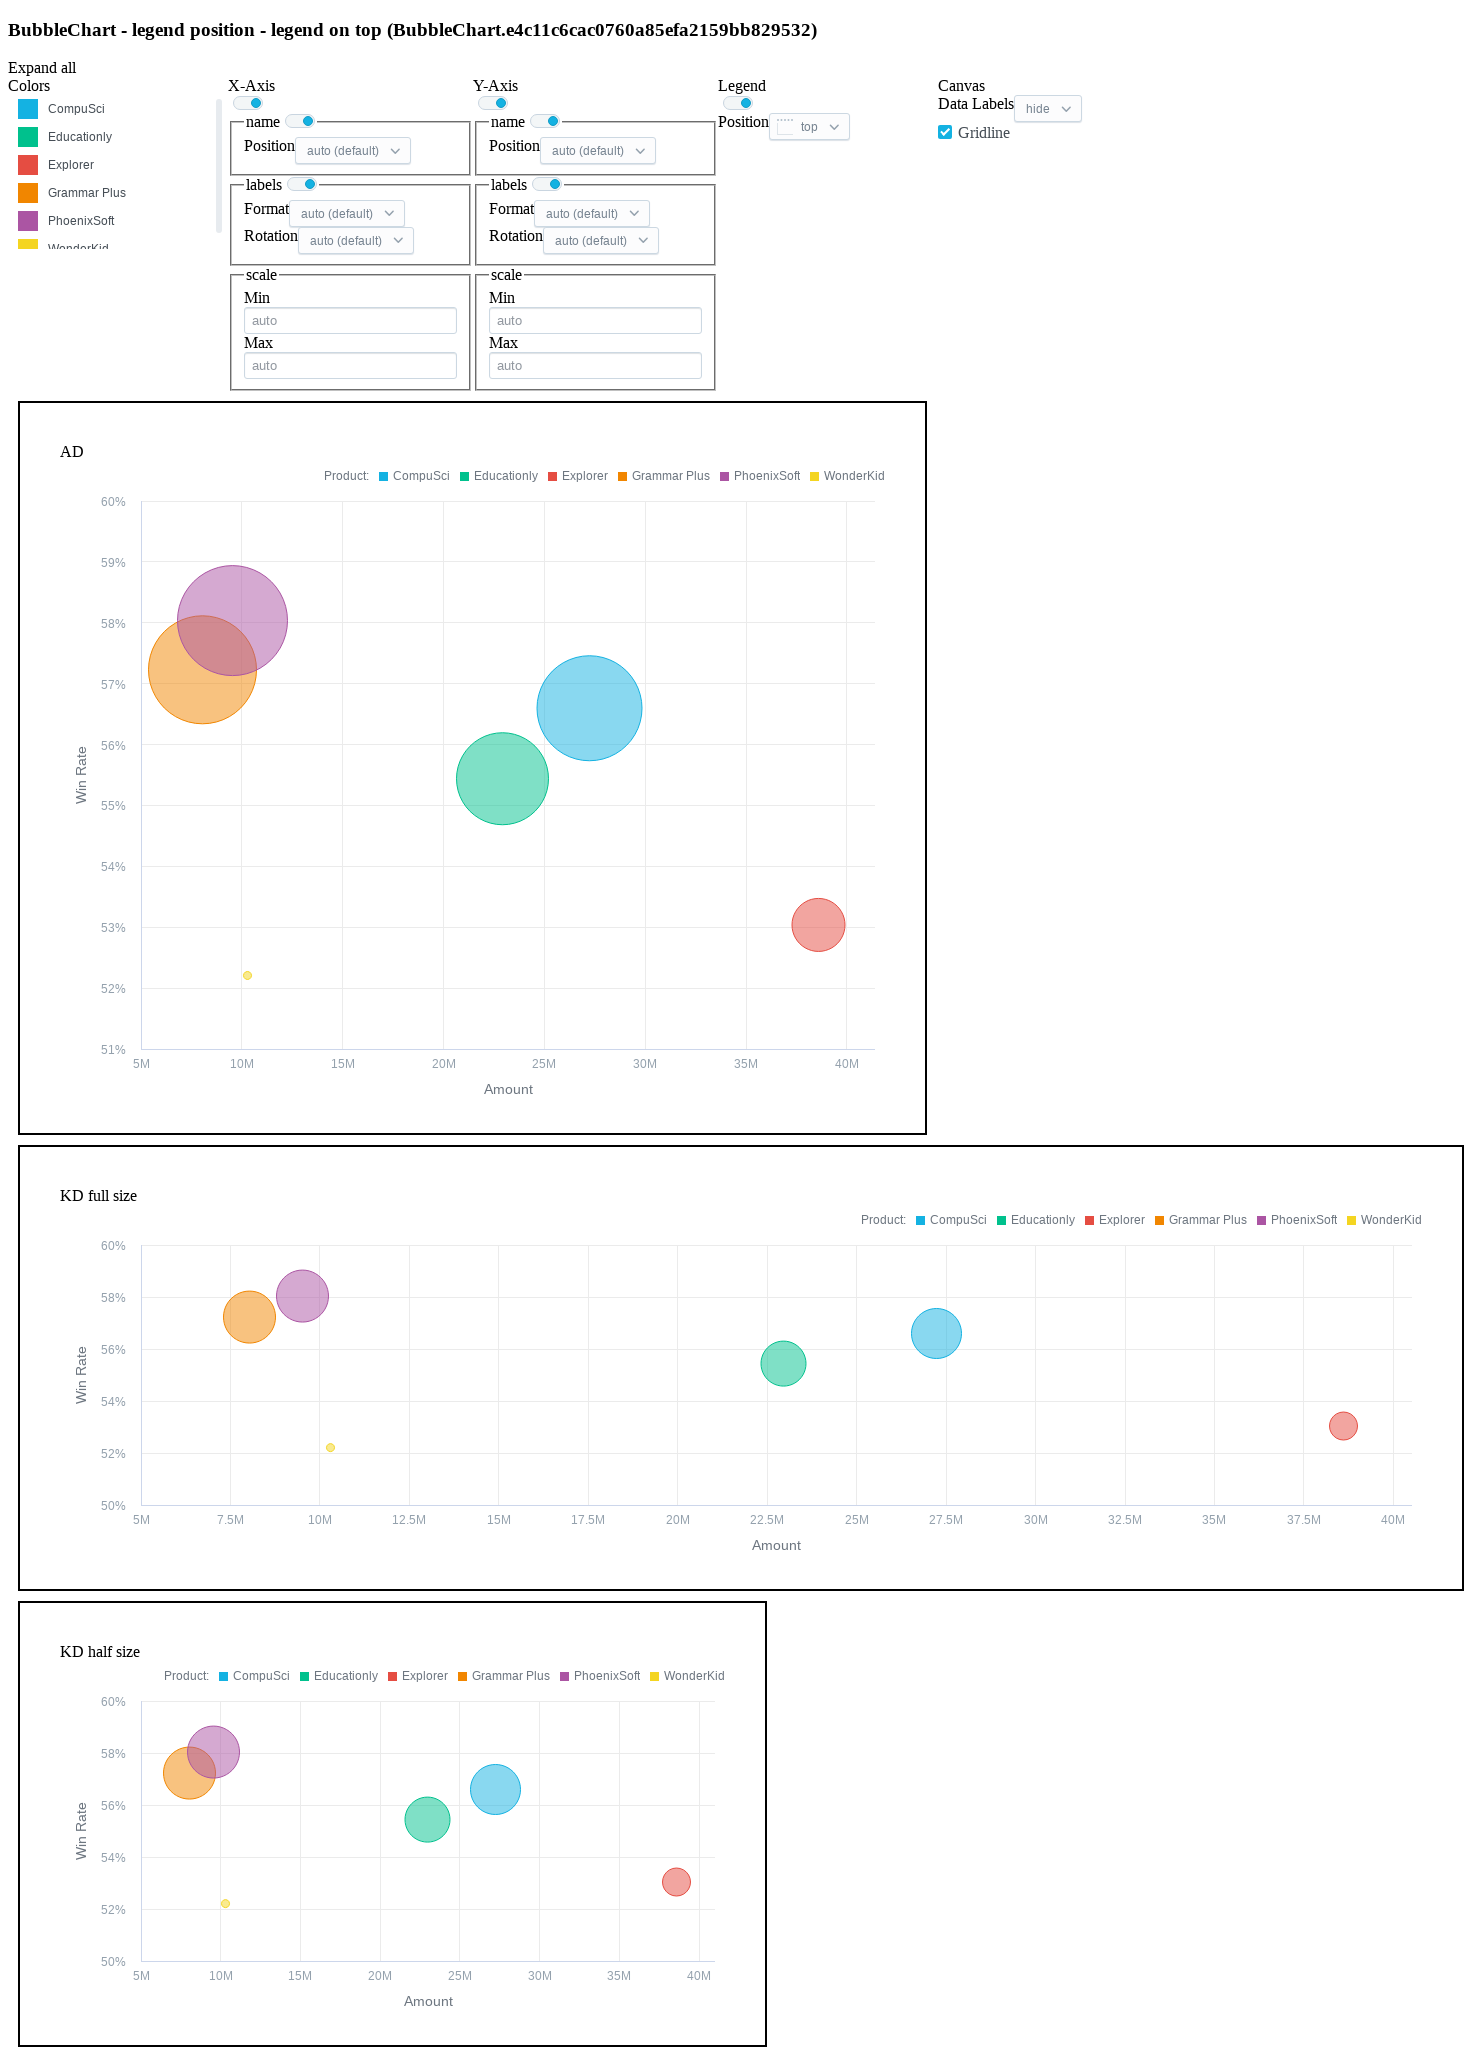 BubbleChart - legend position - legend on top (BubbleChart.e4c11c6cac0760a85efa2159bb829532)
Expand all
Colors
CompuSci
Educationly
Explorer
Grammar Plus
PhoenixSoft
WonderKid
X-Axis
name
Position auto (default)
labels
Format auto (default)
Rotation auto (default)
scale
Min
auto
Max
auto
Y-Axis
name
Position auto (default)
labels
Format auto (default)
Rotation auto (default)
scale
Min
auto
Max
auto
Legend
Position top
Canvas
Data Labels hide
Gridline
AD
Product: CompuSci Educationly Explorer Grammar Plus PhoenixSoft WonderKid
60%
59%
58%
57%
56%
55%
54%
53%
52%
51%
Win Rate
5M 10M 15M 20M 25M 30M 35M 40M
Amount
KD full size
Product: CompuSci Educationly Explorer Grammar Plus PhoenixSoft WonderKid
60%
58%
56%
54%
52%
50%
Win Rate
5M 7.5M 10M 12.5M 15M 17.5M 20M 22.5M 25M 27.5M 30M 32.5M 35M 37.5M 40M
Amount
KD half size
Product: CompuSci Educationly Explorer Grammar Plus PhoenixSoft WonderKid
60%
58%
56%
54%
52%
50%
Win Rate
5M 10M 15M 20M 25M 30M 35M 40M
Amount